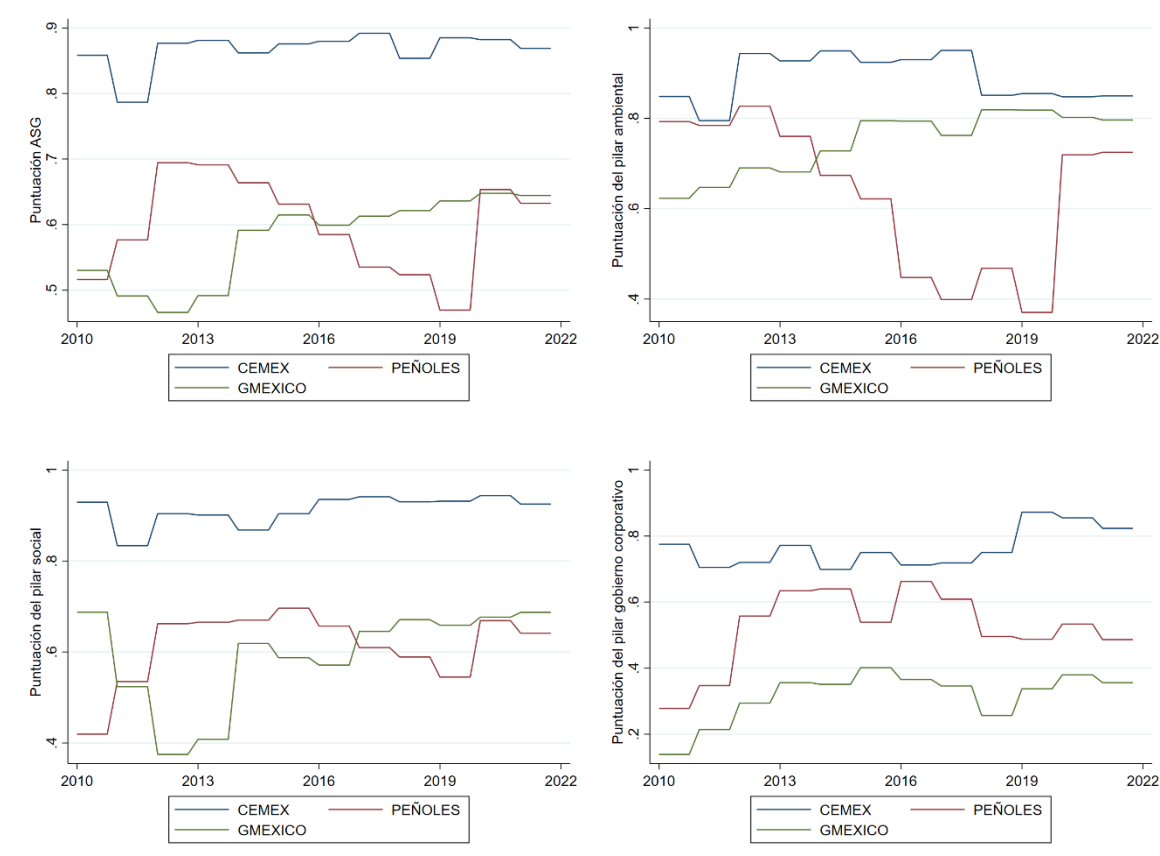 Puntuación ASG
.9
.8
.7
.6
.5
2010 2013 2016 2019 2022
CEMEX PEÑOLES
GMEXICO
Puntuación del pilar ambiental
1
.8
.6
.4
2010 2013 2016 2019 2022
CEMEX PEÑOLES
GMEXICO
Puntuación del pilar social
1
.8
.6
.4
2010 2013 2016 2019 2022
CEMEX PEÑOLES
GMEXICO
Puntuación del pilar gobierno corporativo
1
.8
.6
.4
.2
2010 2013 2016 2019 2022
CEMEX PEÑOLES
GMEXICO